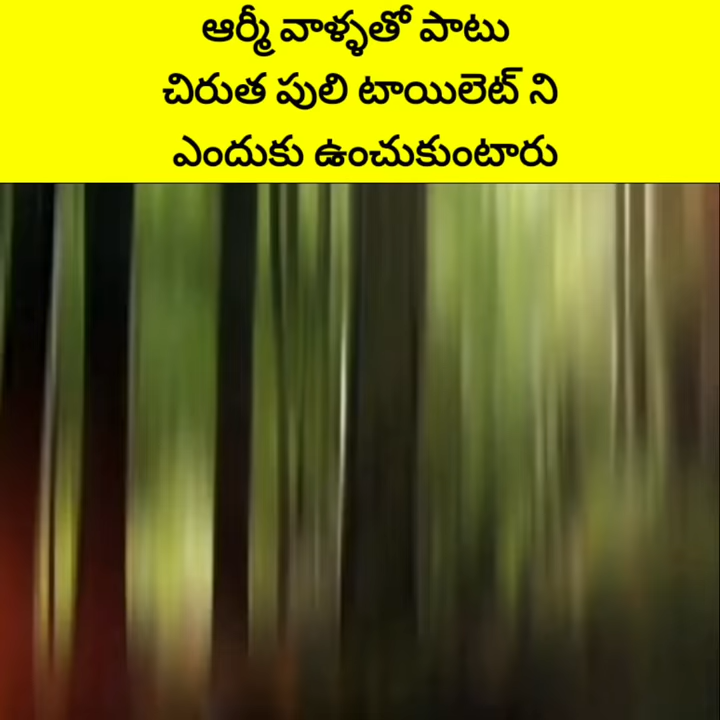 ఆర్మీ వాళ్ళతో పాటు
చిరుత పులి టాయిలెట్ ని
ఎందుకు ఉంచుకుంటారు